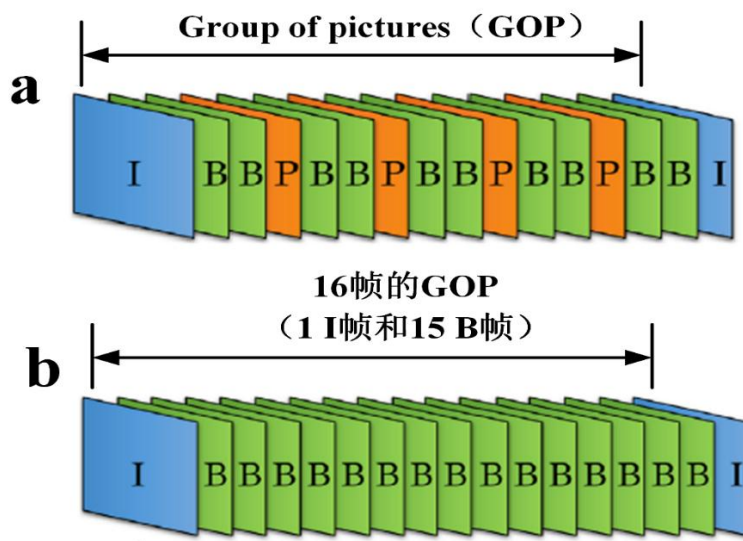 Group of pictures（GOP）
a
I B B P B B P B B P B B P B B I
16帧的GOP
（1 I帧和15 B帧）
b
I B B B B B B B B B B B B B B B I